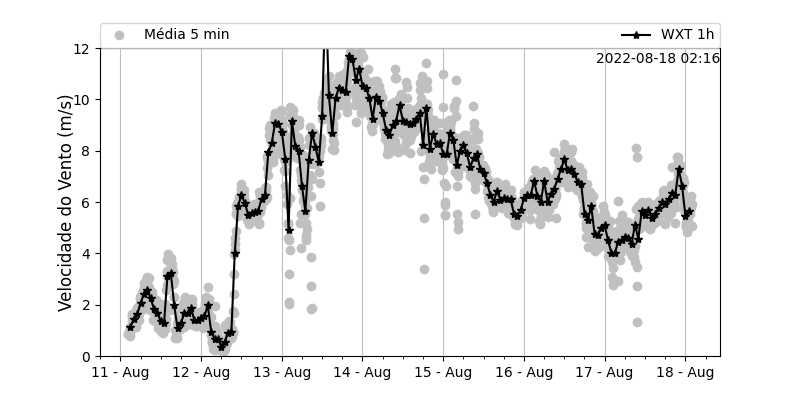 Média 5 min
WXT 1h
2022-08-18 02:16
Velocidade do Vento (m/s)
12
10
8
6
4
2
0
11 - Aug 12 - Aug 13 - Aug 14 - Aug 15 - Aug 16 - Aug 17 - Aug 18 - Aug